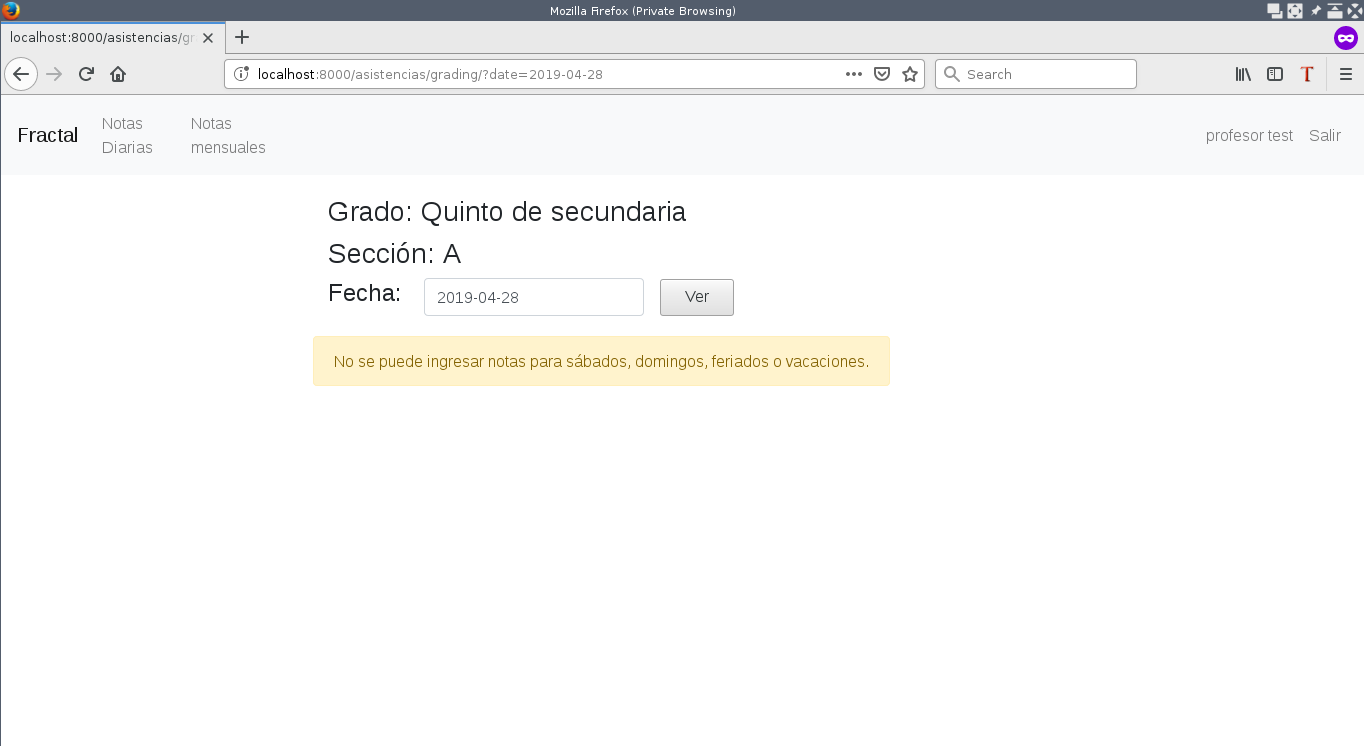 Mozilla Firefox (Private Browsing)
localhost:8000/asistencias/gr
localhost:8000/asistencias/grading/?date=2019-04-28
Search
Fractal
Notas
Diarias
Notas
mensuales
profesor test
Salir
Grado: Quinto de secundaria
Sección: A
Fecha:
2019-04-28
Ver
No se puede ingresar notas para sábados, domingos, feriados o vacaciones.